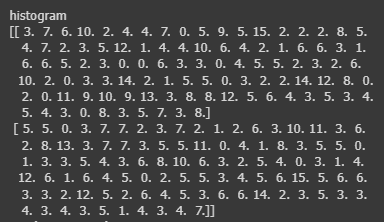 histogram
[[ 3. 7. 6. 10. 2. 4. 4. 7. 0. 5. 9. 5. 15. 2. 2. 2. 8. 5.
4. 7. 2. 3. 5. 12. 1. 4. 4. 10. 6. 4. 2. 1. 6. 6. 3. 1.
6. 6. 5. 2. 3. 0. 0. 6. 3. 3. 0. 4. 5. 5. 2. 3. 2. 6.
10. 2. 0. 3. 3. 14. 2. 1. 5. 5. 0. 3. 2. 2. 14. 12. 8. 0.
2. 0. 11. 9. 10. 9. 13. 3. 8. 8. 12. 5. 6. 4. 3. 5. 3. 4.
5. 4. 3. 0. 8. 3. 5. 7. 3. 8.]
[ 5. 5. 0. 3. 7. 7. 2. 3. 7. 2. 1. 2. 6. 3. 10. 11. 3. 6.
2. 8. 13. 3. 7. 7. 3. 5. 5. 11. 0. 4. 1. 8. 3. 5. 5. 0.
1. 3. 3. 5. 4. 3. 6. 8. 10. 6. 3. 2. 5. 4. 0. 3. 1. 4.
12. 6. 1. 6. 4. 5. 0. 2. 5. 5. 3. 4. 5. 6. 15. 5. 6. 6.
3. 3. 2. 12. 5. 2. 6. 4. 5. 3. 6. 6. 14. 2. 3. 5. 3. 3.
4. 3. 4. 3. 5. 1. 4. 3. 4. 7.]]